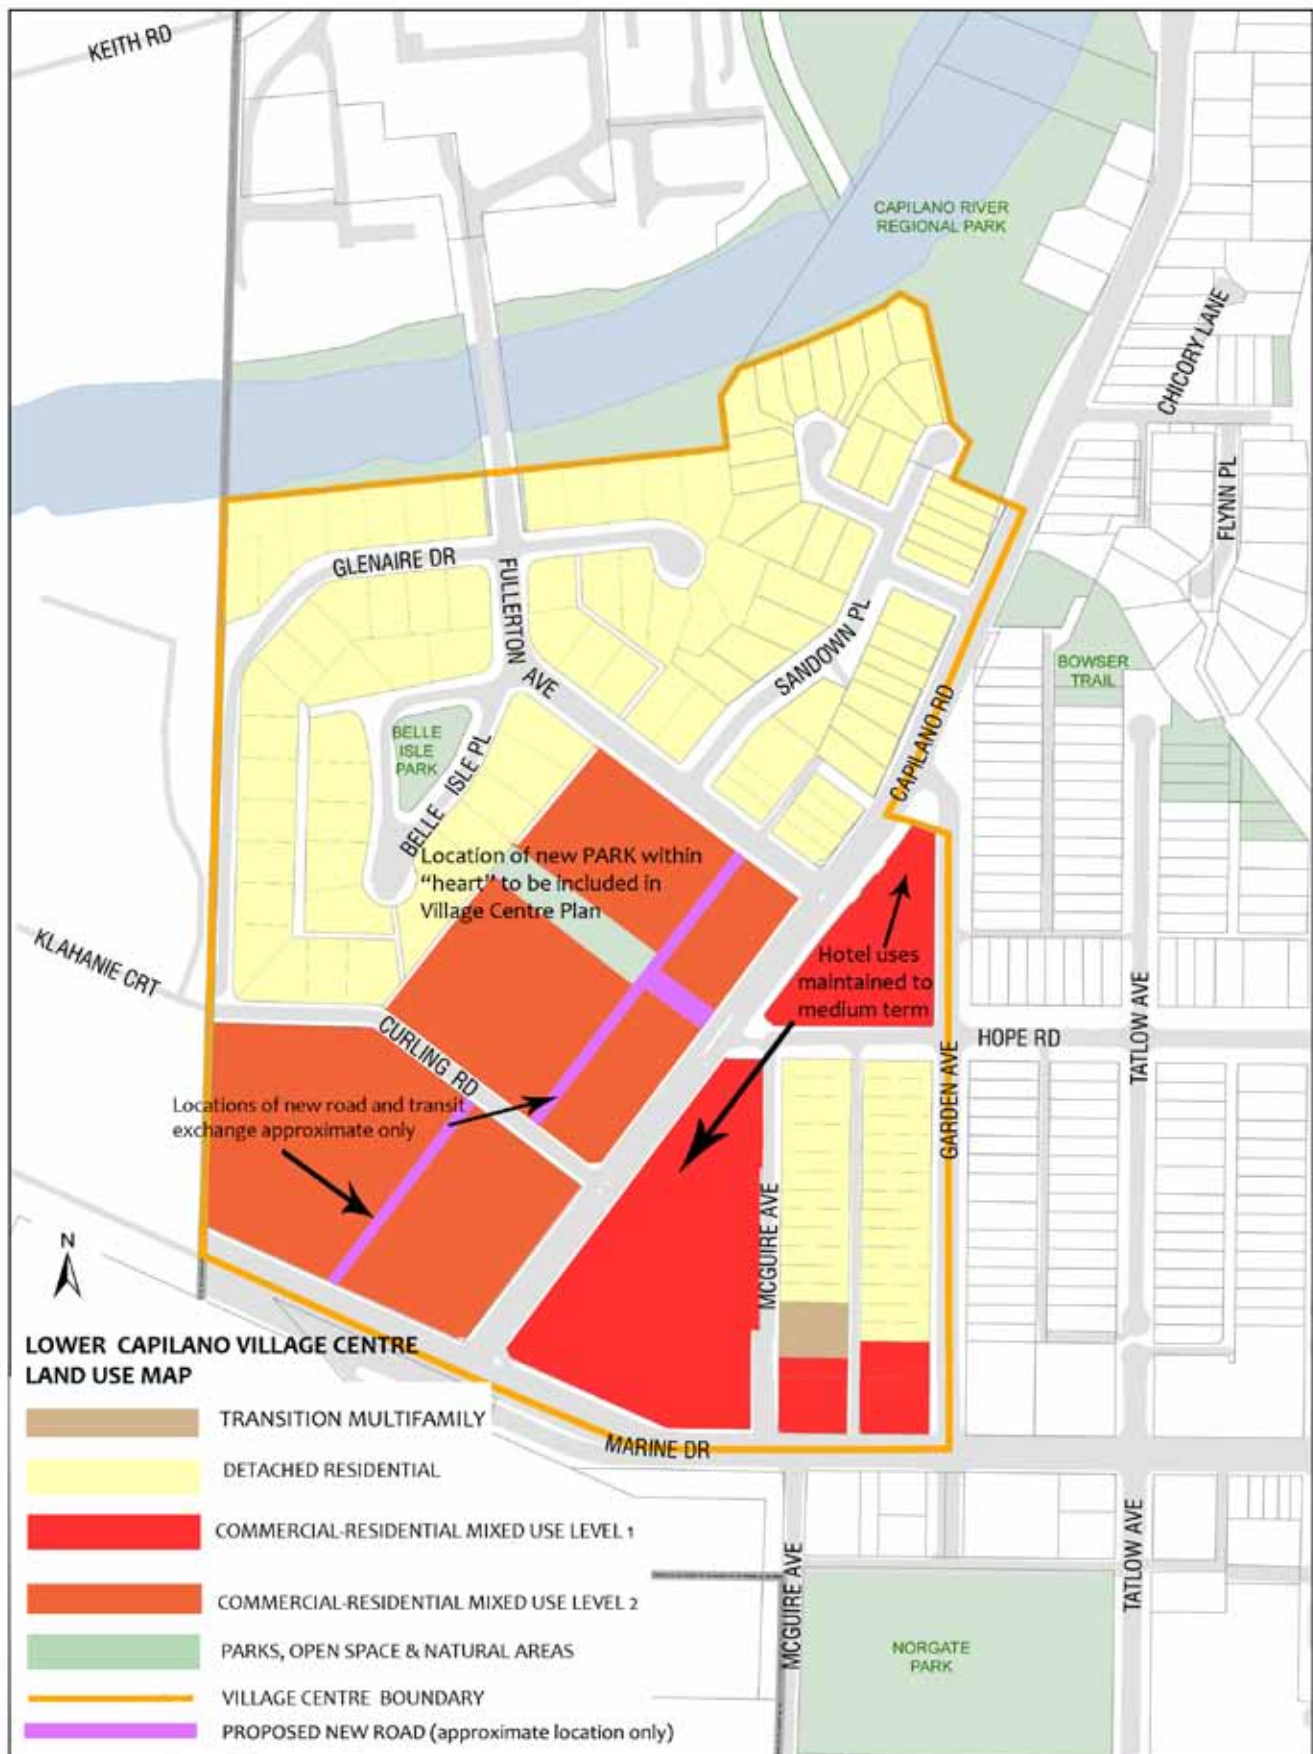 KEITH RD
CAPILANO RIVER
REGIONAL PARK
CHICORY LANE
FLYNN PL
GLENAIRE DR
FULLERTON
AVE
SANDOWN PL
BOWSER
TRAIL
CAPILANO RD
BELLE
ISLE
PARK
BELLE ISLE PL
Location of new PARK within
“heart” to be included in
Village Centre Plan
KLAHANIE CRT
Hotel uses
maintained to
medium term
TATLOW AVE
HOPE RD
CURLING RD
GARDEN AVE
Locations of new road and transit
exchange approximate only
MCGUIRE AVE
N
LOWER CAPILANO VILLAGE CENTRE
LAND USE MAP
TRANSITION MULTIFAMILY
MARINE DR
DETACHED RESIDENTIAL
COMMERCIAL-RESIDENTIAL MIXED USE LEVEL 1
COMMERCIAL-RESIDENTIAL MIXED USE LEVEL 2
PARKS, OPEN SPACE & NATURAL AREAS
VILLAGE CENTRE BOUNDARY
PROPOSED NEW ROAD (approximate location only)
MCGUIRE AVE
TATLOW AVE
NORGATE
PARK